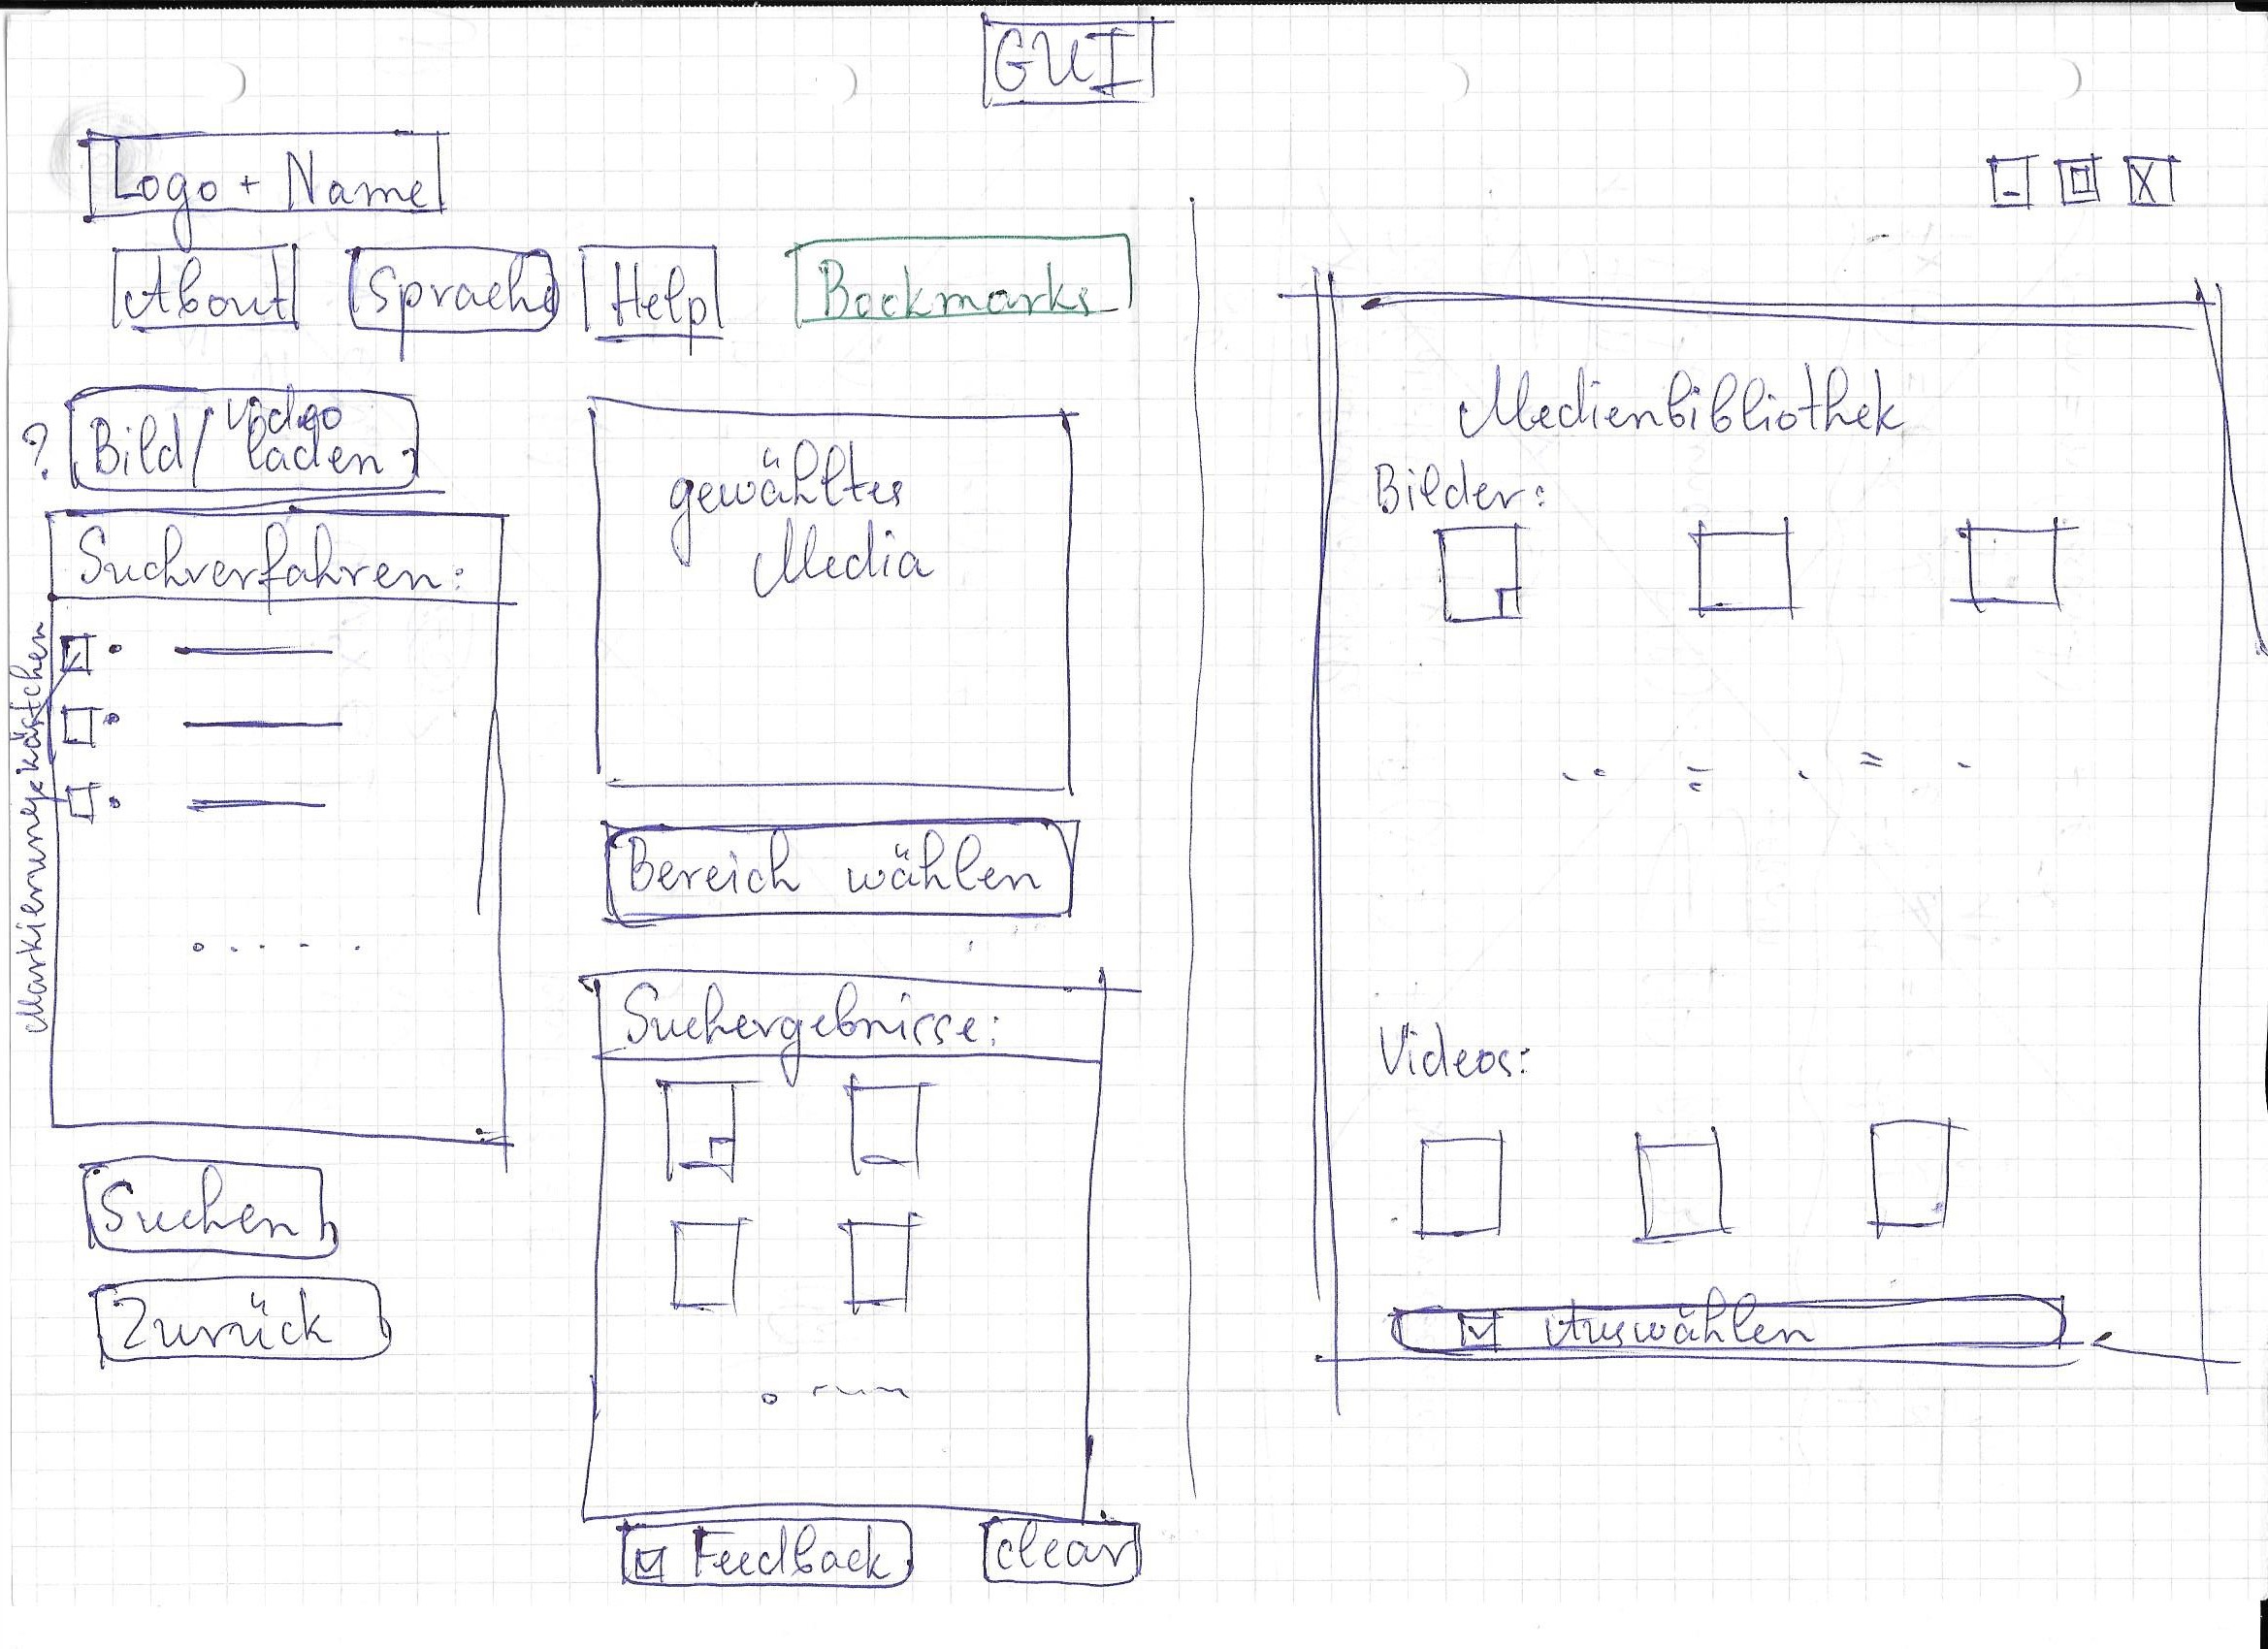 GUI
Logo + Name
About Sprache Help Bookmarks
? Bild/Video laden
Suchverfahren:
Markierungskästchen
Suchen
Zurück
gewähltes
Media
Bereich wählen
Suchergebnisse:
Feedback clear
Medienbibliothek
Bilder:
Videos:
Auswählen